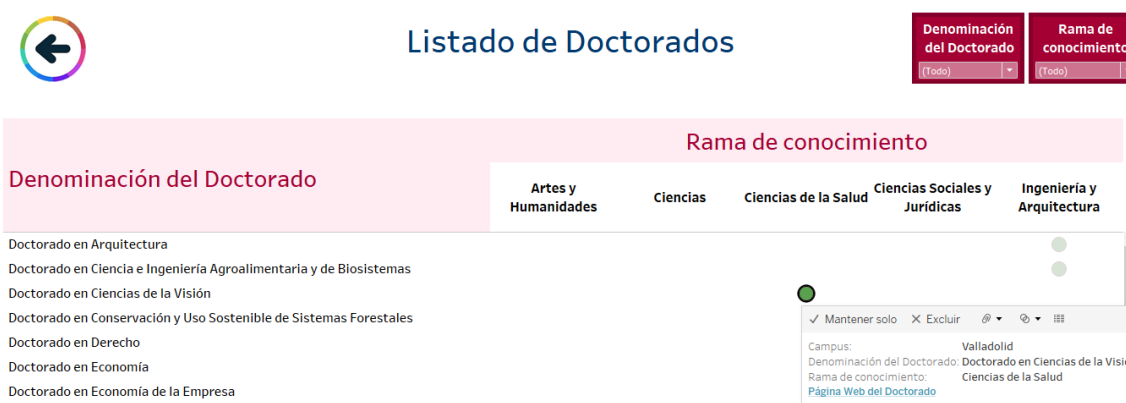 Listado de Doctorados
Denominación
del Doctorado
(Todo)
Rama de
conocimiento
(Todo)
Denominación del Doctorado
Rama de conocimiento
Artes y
Humanidades
Ciencias
Ciencias de la Salud
Ciencias Sociales y
Jurídicas
Ingeniería y
Arquitectura
Doctorado en Arquitectura
Doctorado en Ciencia e Ingeniería Agroalimentaria y de Biosistemas
Doctorado en Ciencias de la Visión
Doctorado en Conservación y Uso Sostenible de Sistemas Forestales
Doctorado en Derecho
Doctorado en Economía
Doctorado en Economía de la Empresa
Mantener solo Excluir
Campus: Valladolid
Denominación del Doctorado: Doctorado en Ciencias de la Visi
Rama de conocimiento: Ciencias de la Salud
Página Web del Doctorado